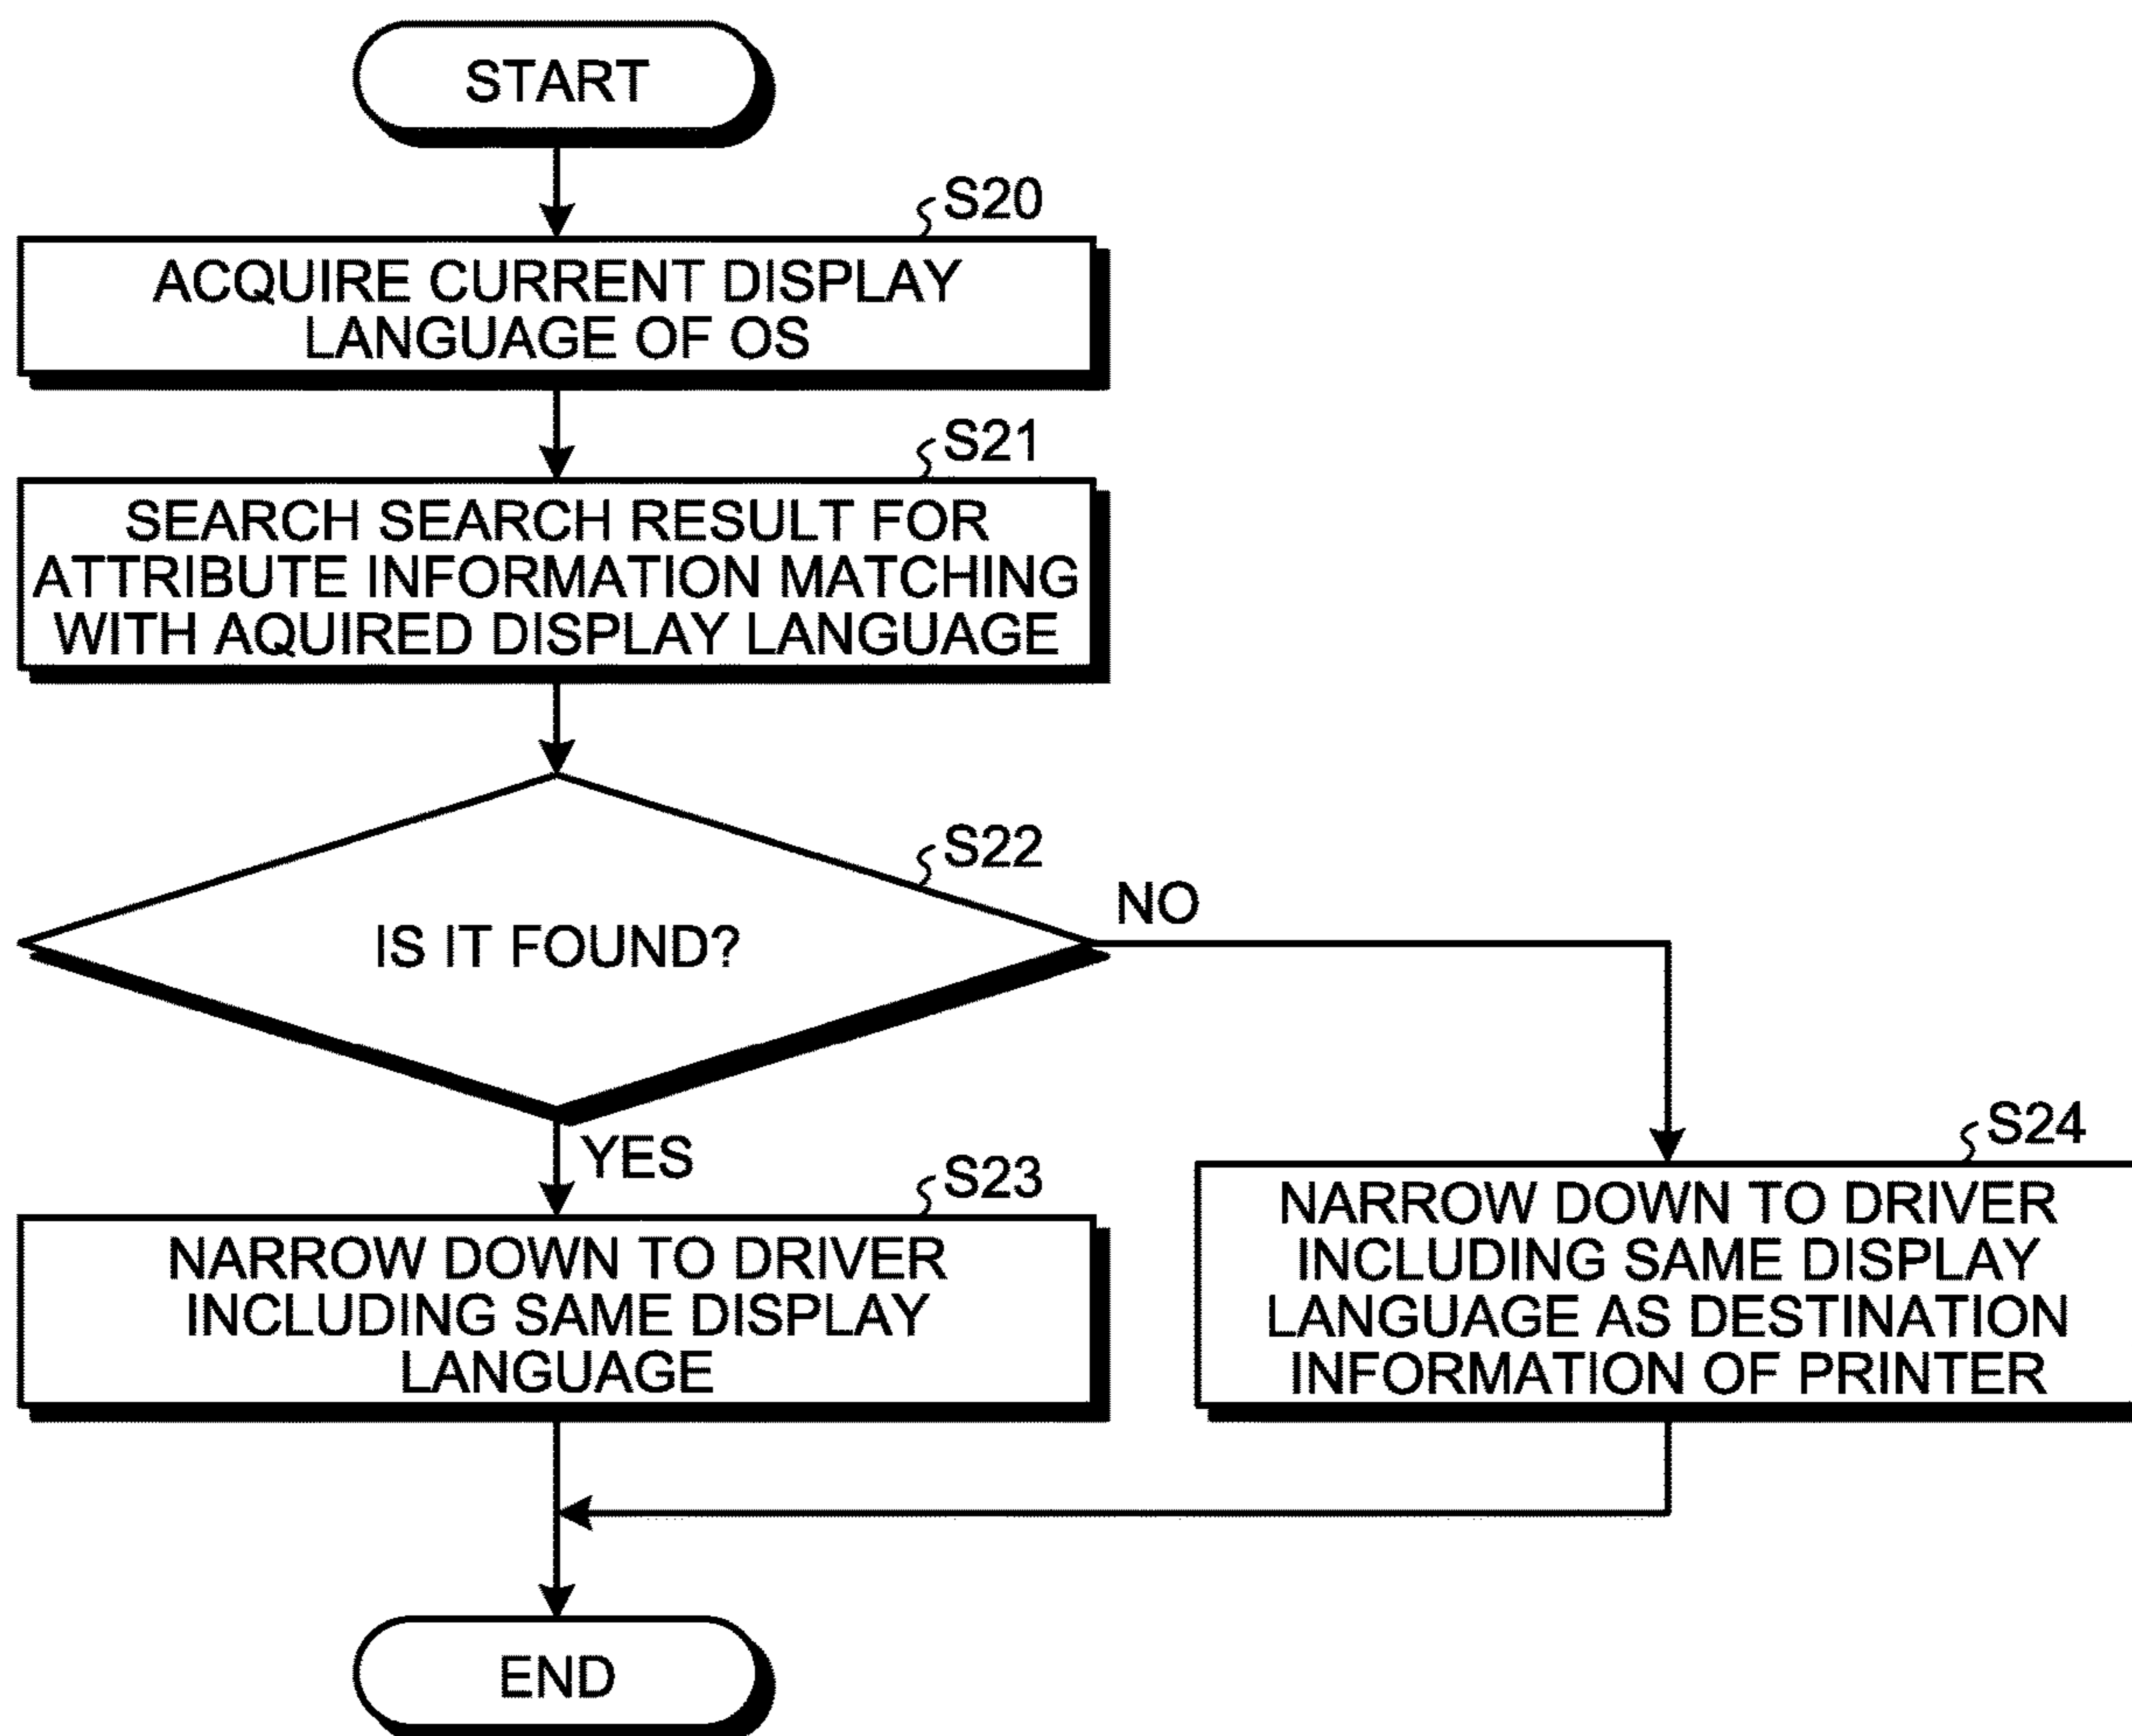 START
S20
ACQUIRE CURRENT DISPLAY
LANGUAGE OF OS
S21
SEARCH SEARCH RESULT FOR
ATTRIBUTE INFORMATION MATCHING
WITH AQUIRED DISPLAY LANGUAGE
S22
IS IT FOUND?
NO
YES
S23
NARROW DOWN TO DRIVER
INCLUDING SAME DISPLAY
LANGUAGE
S24
NARROW DOWN TO DRIVER
INCLUDING SAME DISPLAY
LANGUAGE AS DESTINATION
INFORMATION OF PRINTER
END